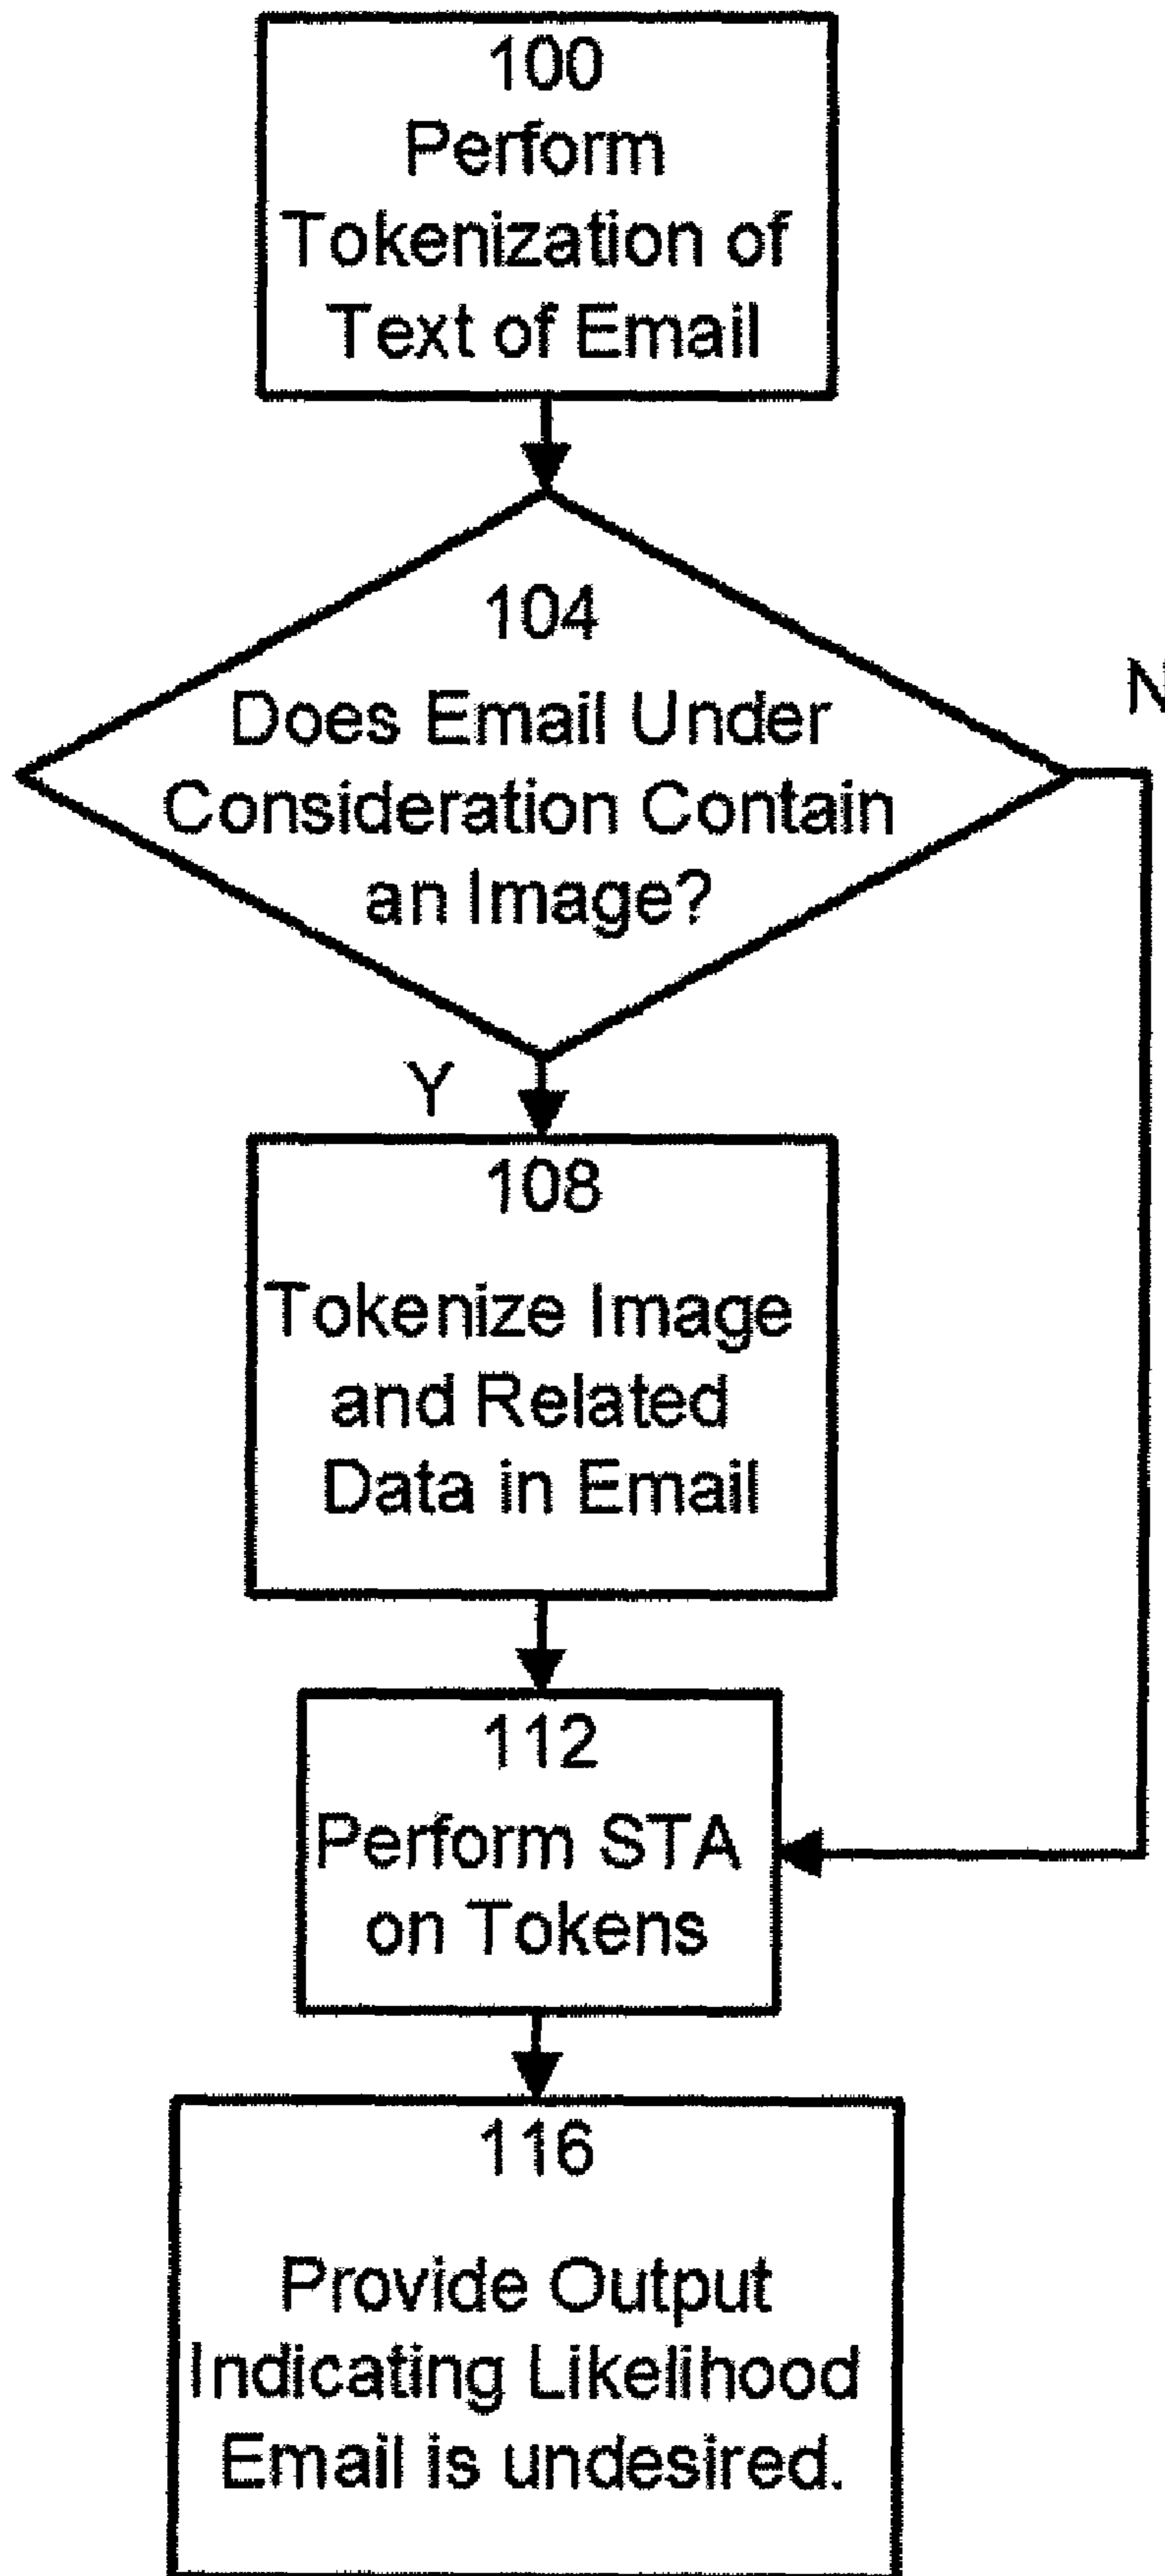 100
Perform
Tokenization of
Text of Email
104
Does Email Under
Consideration Contain
an Image?
N
Y
108
Tokenize Image
and Related
Data in Email
112
Perform STA
on Tokens
116
Provide Output
Indicating Likelihood
Email is undesired.